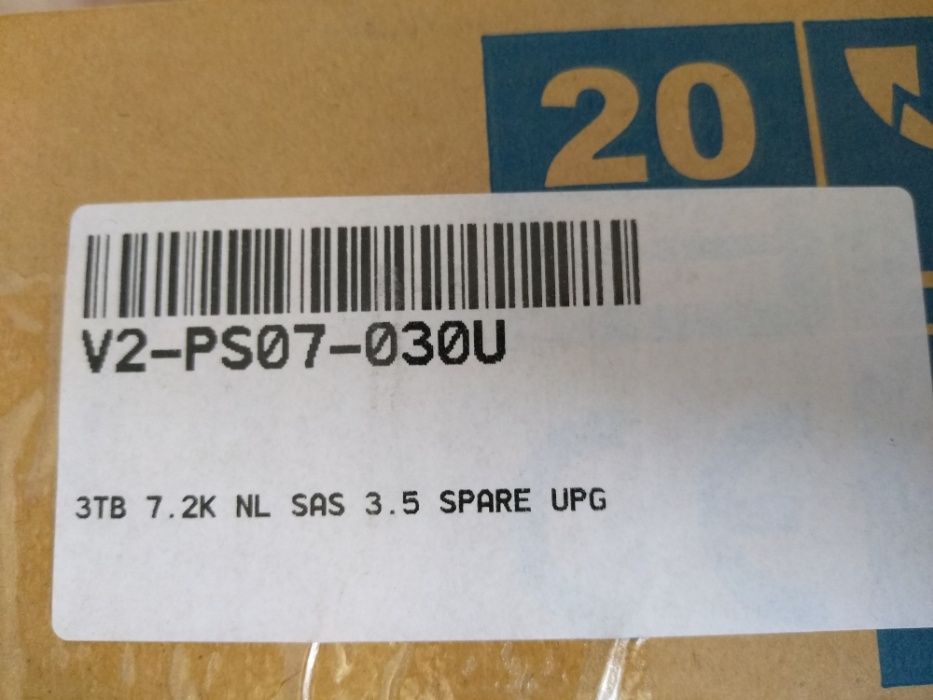 20
V2-PS07-030U
3TB 7.2K NL SAS 3.5 SPARE UPG